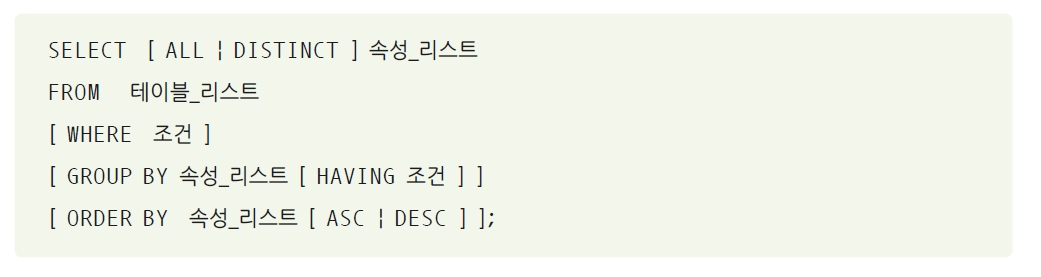 SELECT [ ALL ¦ DISTINCT ] 속성_리스트
FROM 테이블_리스트
[ WHERE 조건 ]
[ GROUP BY 속성_리스트 [ HAVING 조건 ] ]
[ ORDER BY 속성_리스트 [ ASC ¦ DESC ] ];